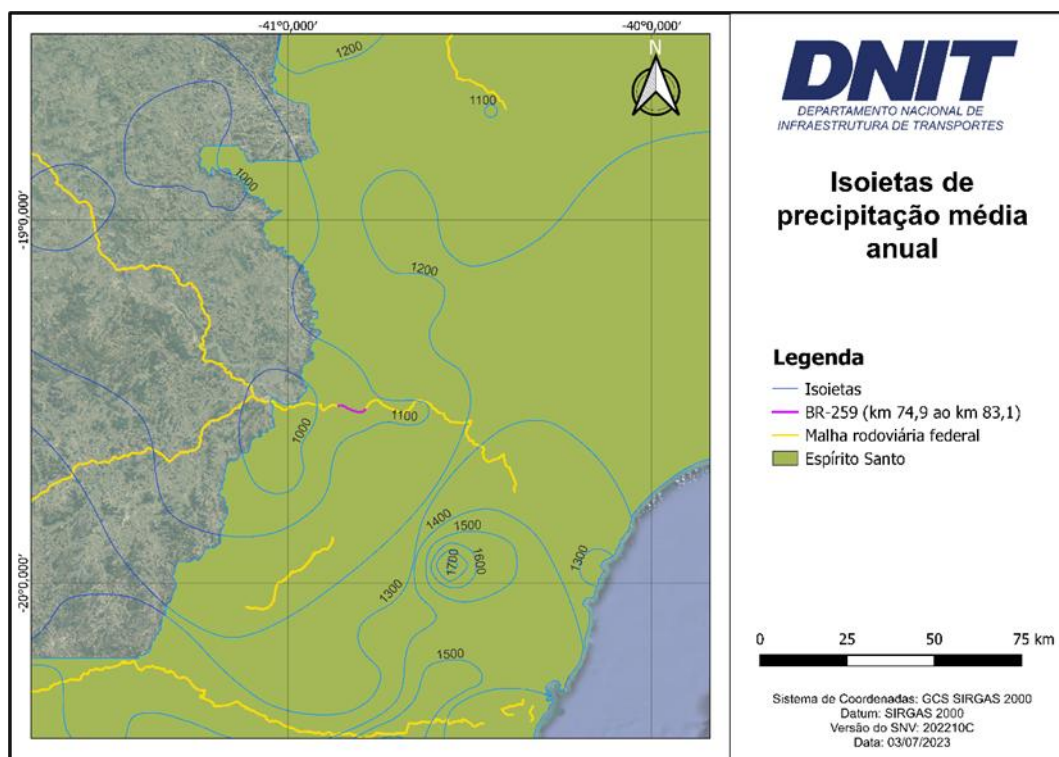 -41°0,000'
-40°0,000'
1200
N
1100
1000
-19°0,000'
1200
1100
1000
1400
1500
1700
1600
1300
1300
-20°0,000'
1500
DNIT
DEPARTAMENTO NACIONAL DE
INFRAESTRUTURA DE TRANSPORTES
Isoietas de
precipitação média
anual
Legenda
Isoietas
BR-259 (km 74,9 ao km 83,1)
Malha rodoviária federal
Espírito Santo
0 25 50 75 km
Sistema de Coordenadas: GCS SIRGAS 2000
Datum: SIRGAS 2000
Versão do SNV: 202210C
Data: 03/07/2023